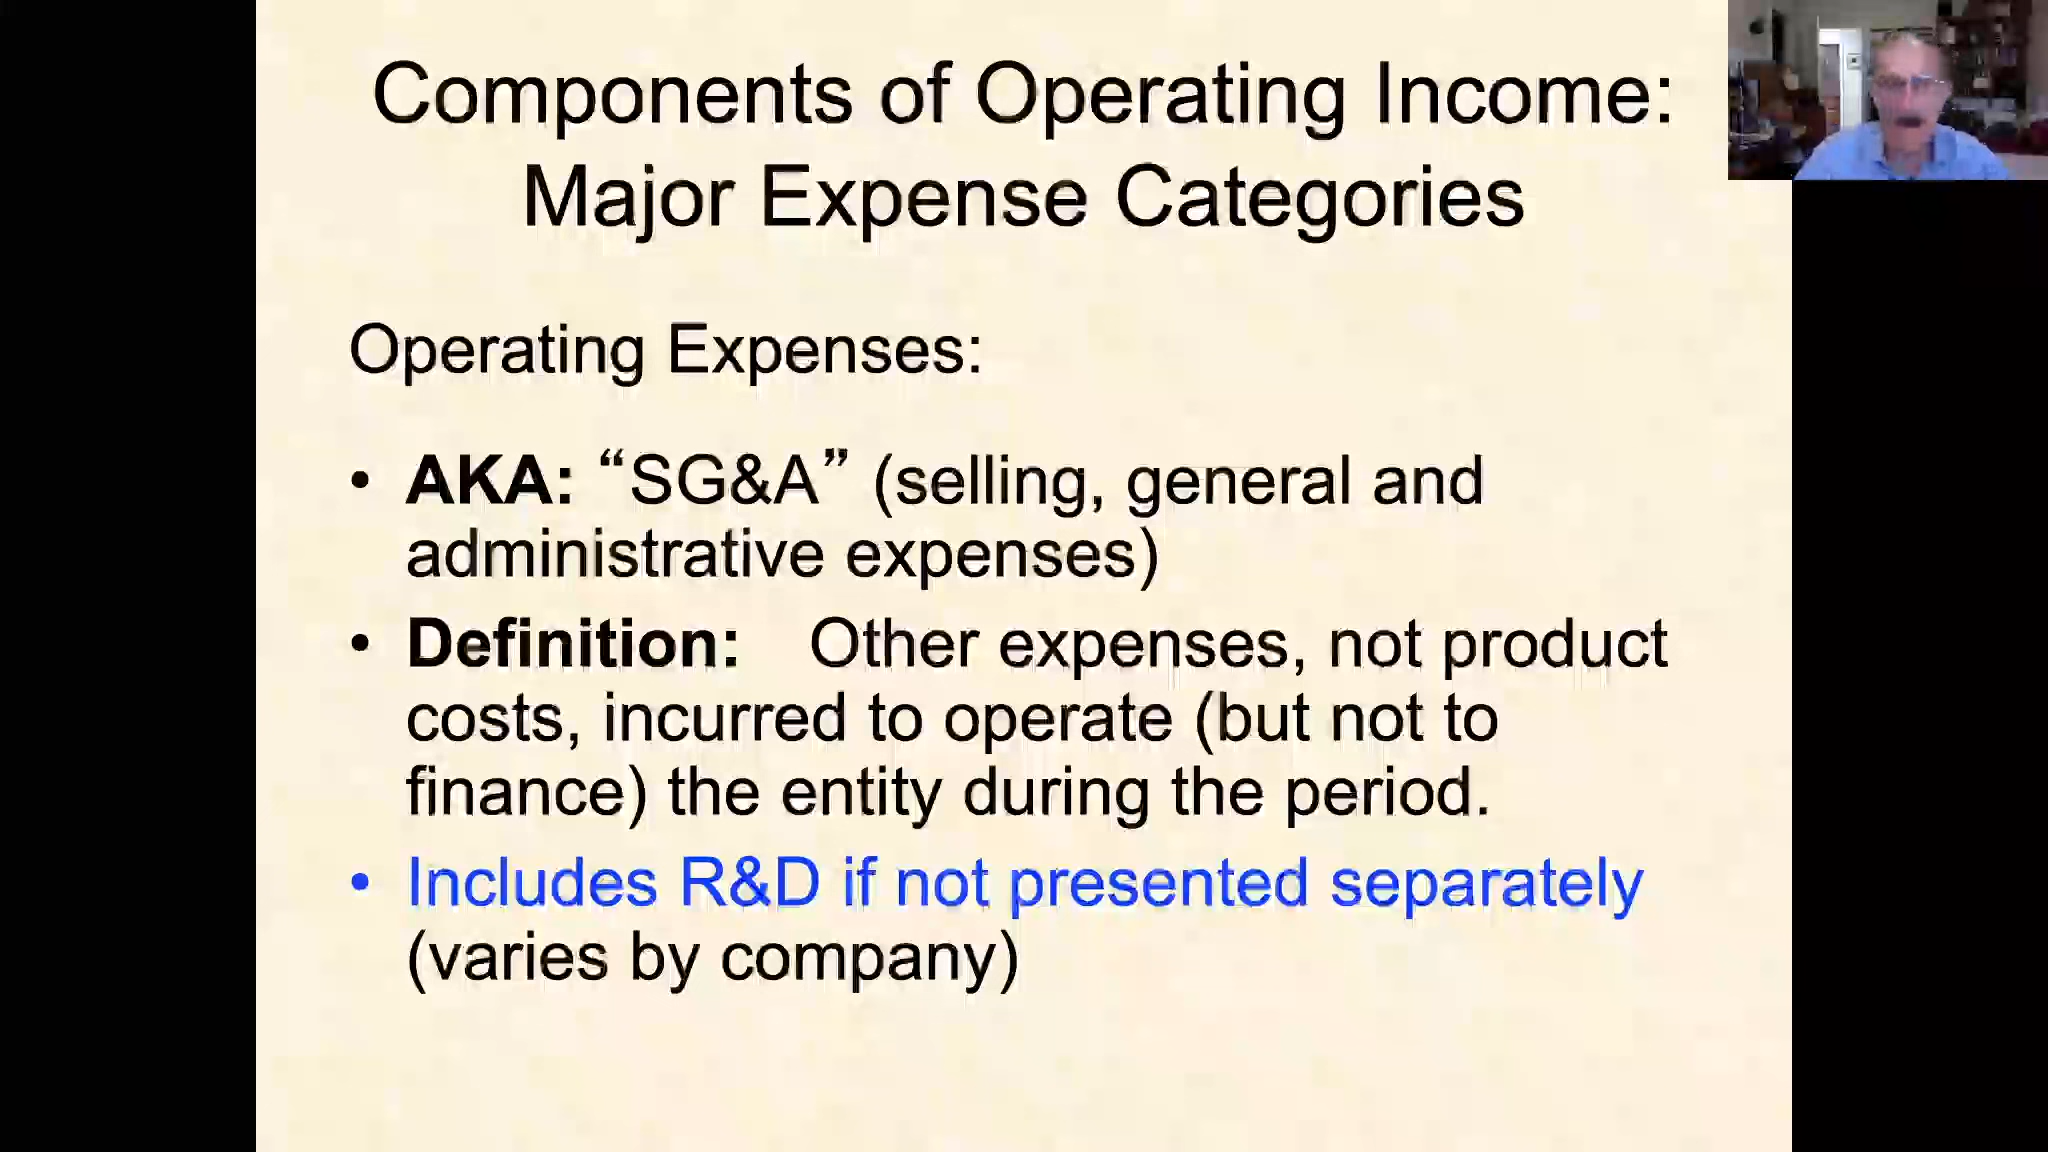 Components of Operating Income:
Major Expense Categories
Operating Expenses:
• AKA: “SG&A” (selling, general and
administrative expenses)
• Definition: Other expenses, not product
costs, incurred to operate (but not to
finance) the entity during the period.
• Includes R&D if not presented separately
(varies by company)